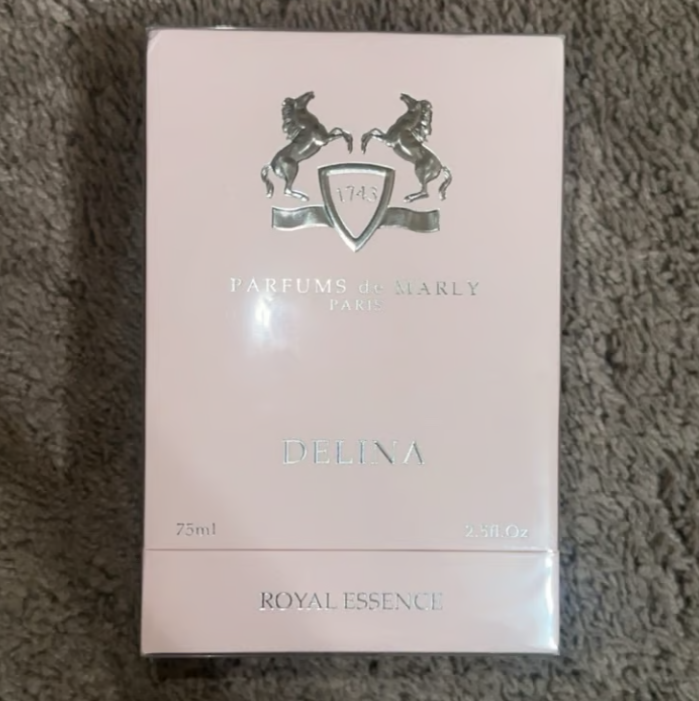 1743
PARFUMS de MARLY
PARIS
DELINA
75ml 2.5fl.Oz
ROYAL ESSENCE